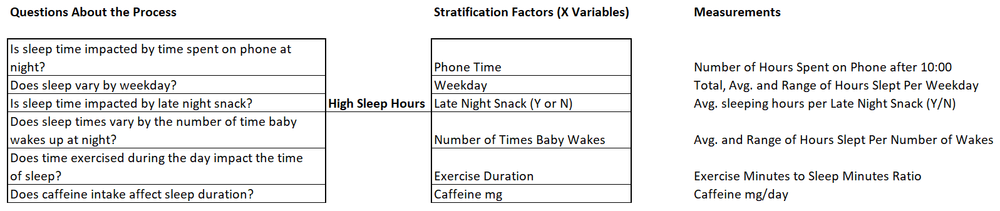 Questions About the Process Stratification Factors (X Variables) Measurements
Is sleep time impacted by time spent on phone at
night? Phone Time Number of Hours Spent on Phone after 10:00
Does sleep vary by weekday? Weekday Total, Avg. and Range of Hours Slept Per Weekday
Is sleep time impacted by late night snack? High Sleep Hours Late Night Snack (Y or N) Avg. sleeping hours per Late Night Snack (Y/N)
Does sleep times vary by the number of time baby
wakes up at night? Number of Times Baby Wakes Avg. and Range of Hours Slept Per Number of Wakes
Does time exercised during the day impact the time
of sleep? Exercise Duration Exercise Minutes to Sleep Minutes Ratio
Does caffeine intake affect sleep duration? Caffeine mg Caffeine mg/day